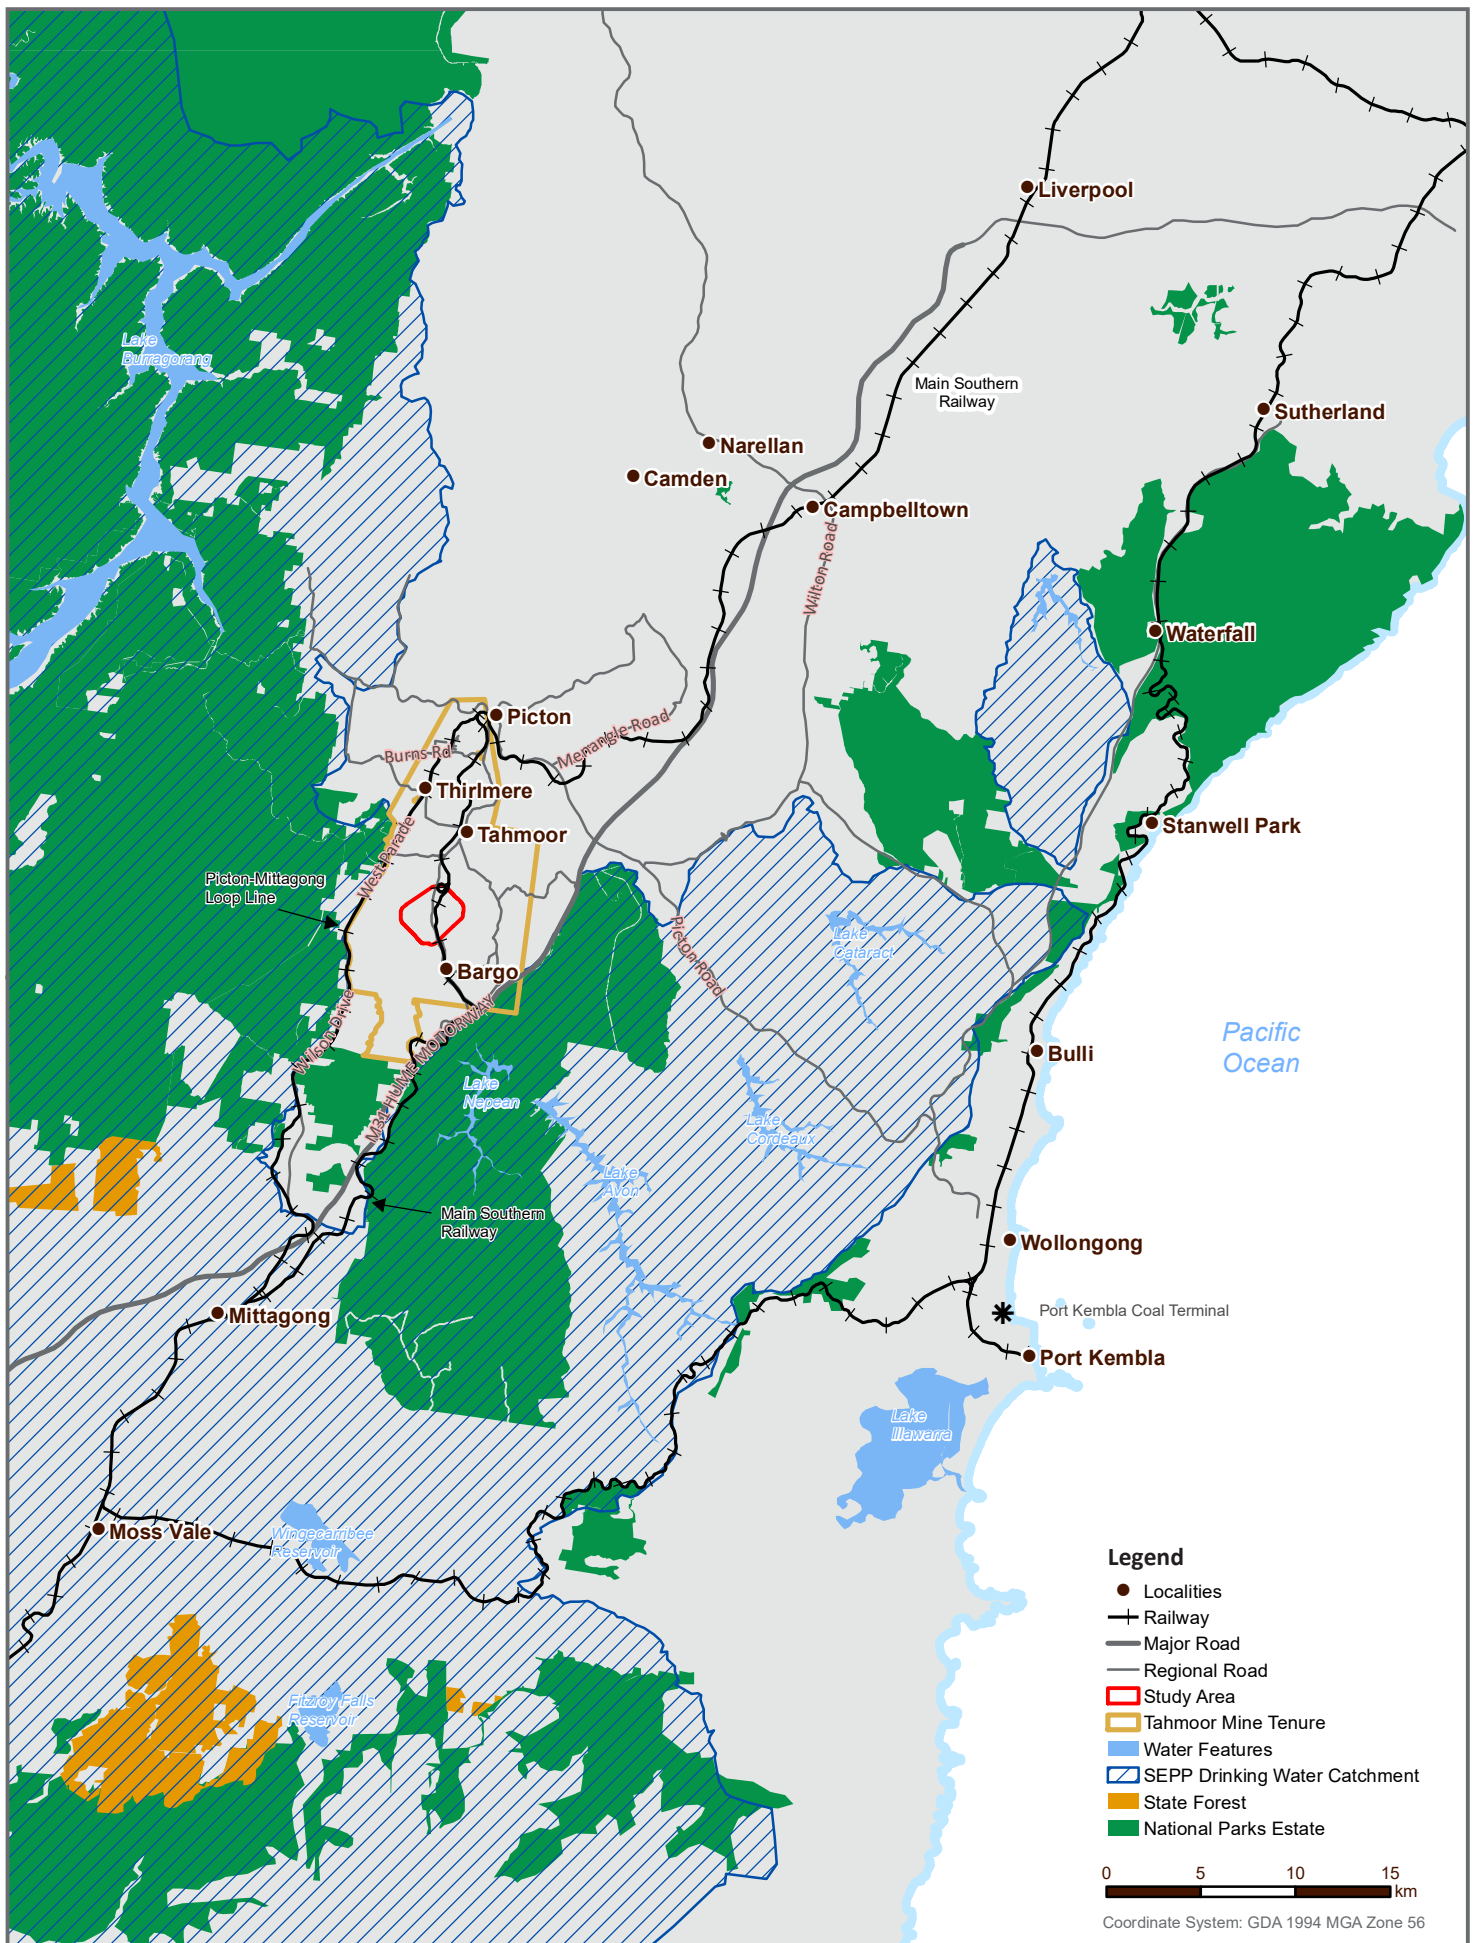 Liverpool
Lake
Burragorang
Main Southern
Railway
Sutherland
Narellan
Camden
Campbelltown
Wilton Road
Waterfall
Picton
Merrangle Road
Burns Rd
Thirlmere
Tahmoor
Stanwell Park
West Parade
Picton-Mittagong
Loop Line
Picton Road
Lake
Cataract
Bargo
Wilson Drive
M31 HUME MOTORWAY
Pacific
Ocean
Bulli
Lake
Nepean
Lake
Cordeaux
Lake
Avon
Main Southern
Railway
Wollongong
Mittagong
Port Kembla Coal Terminal
Port Kembla
Lake
Illawarra
Moss Vale
Wingecarribee
Reservoir
Fitzroy Falls
Reservoir
Legend
Localities
Railway
Major Road
Regional Road
Study Area
Tahmoor Mine Tenure
Water Features
SEPP Drinking Water Catchment
State Forest
National Parks Estate
0 5 10 15
km
Coordinate System: GDA 1994 MGA Zone 56